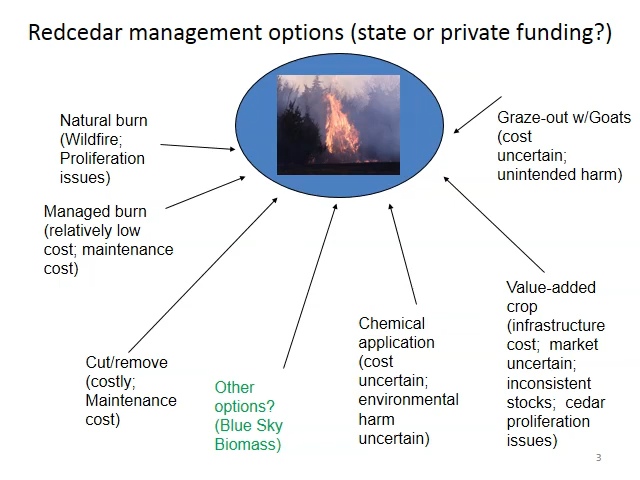 Redcedar management options (state or private funding?)
Natural burn
(Wildfire;
Proliferation
issues)
Graze-out w/Goats
(cost
uncertain;
unintended harm)
Managed burn
(relatively low
cost; maintenance
cost)
Cut/remove
(costly;
Maintenance
cost)
Other
options?
(Blue Sky
Biomass)
Chemical
application
(cost
uncertain;
environmental
harm
uncertain)
Value-added
crop
(infrastructure
cost;  market
uncertain;
inconsistent
stocks;  cedar
proliferation
issues)
3